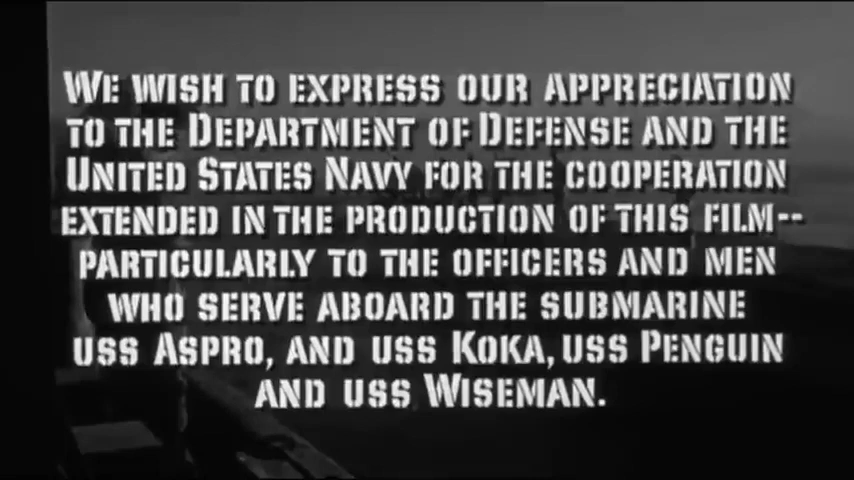 WE WISH TO EXPRESS OUR APPRECIATION
TO THE DEPARTMENT OF DEFENSE AND THE
UNITED STATES NAVY FOR THE COOPERATION
EXTENDED IN THE PRODUCTION OF THIS FILM--
PARTICULARLY TO THE OFFICERS AND MEN
WHO SERVE ABOARD THE SUBMARINE
USS ASPRO, AND USS KOKA, USS PENGUIN
AND USS WISEMAN.